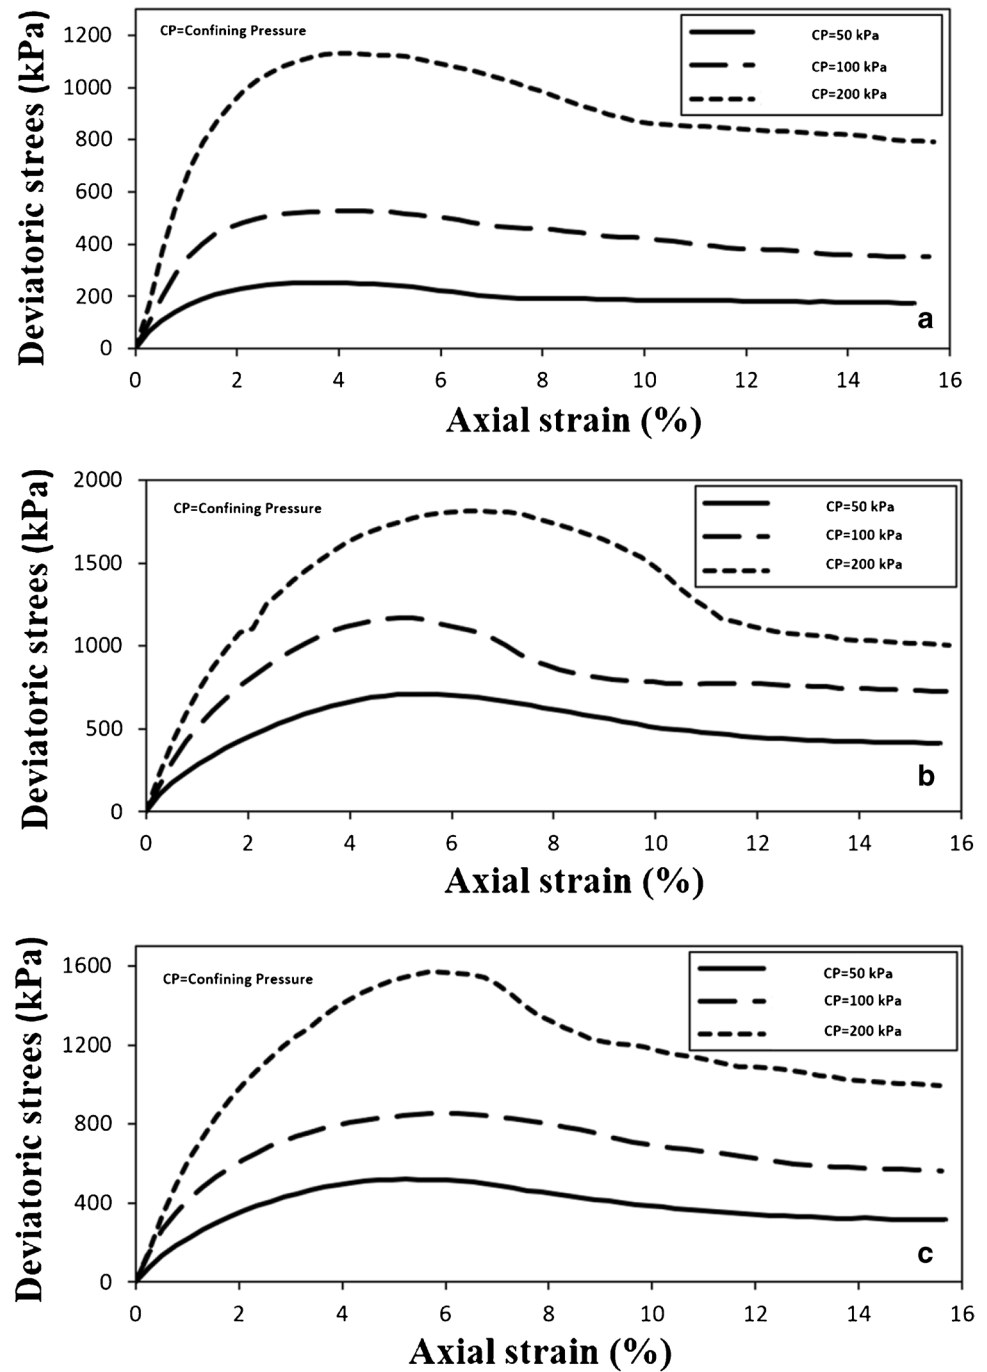 Deviatoric strees (kPa)
CP=Confining Pressure
CP=50 kPa
CP=100 kPa
CP=200 kPa
1200
1000
800
600
400
200
0
a
0 2 4 6 8 10 12 14 16
Axial strain (%)
Deviatoric strees (kPa)
CP=Confining Pressure
CP=50 kPa
CP=100 kPa
CP=200 kPa
2000
1500
1000
500
0
b
0 2 4 6 8 10 12 14 16
Axial strain (%)
Deviatoric strees (kPa)
CP=Confining Pressure
CP=50 kPa
CP=100 kPa
CP=200 kPa
1600
1200
800
400
0
c
0 2 4 6 8 10 12 14 16
Axial strain (%)